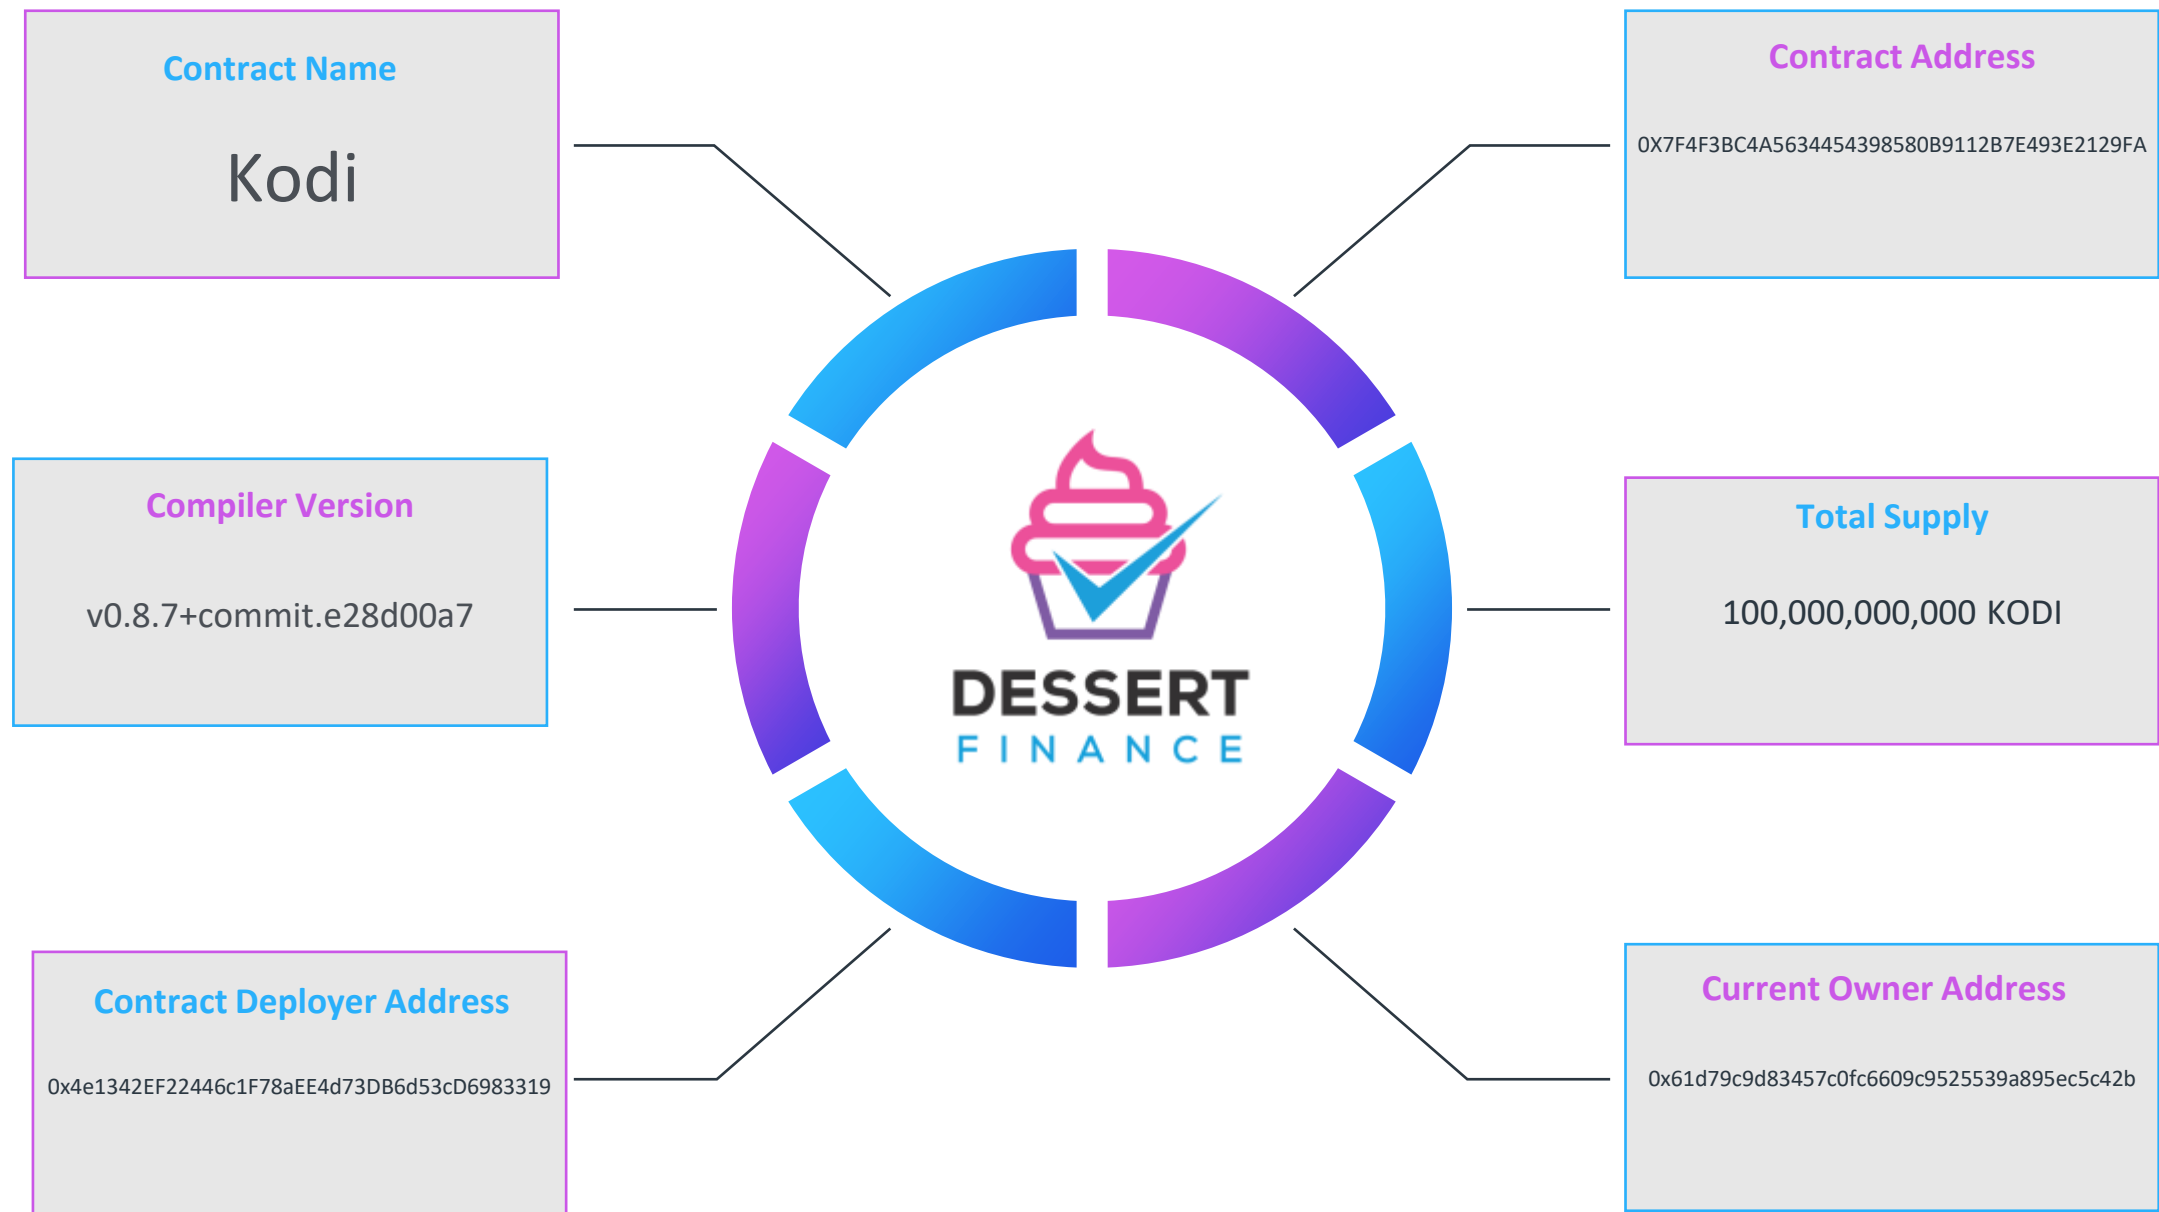 Contract Name
Kodi
Contract Address
0X7F4F3BC4A5634454398580B9112B7E493E2129FA
Compiler Version
v0.8.7+commit.e28d00a7
Total Supply
100,000,000,000 KODI
DESSERT
FINANCE
Contract Deployer Address
0x4e1342EF22446c1F78aEE4d73DB6d53cD6983319
Current Owner Address
0x61d79c9d83457c0fc6609c9525539a895ec5c42b